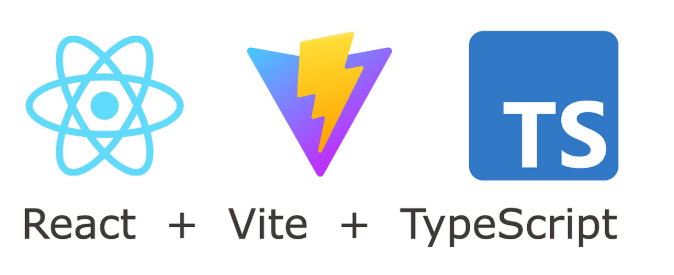 TS
React + Vite + TypeScript